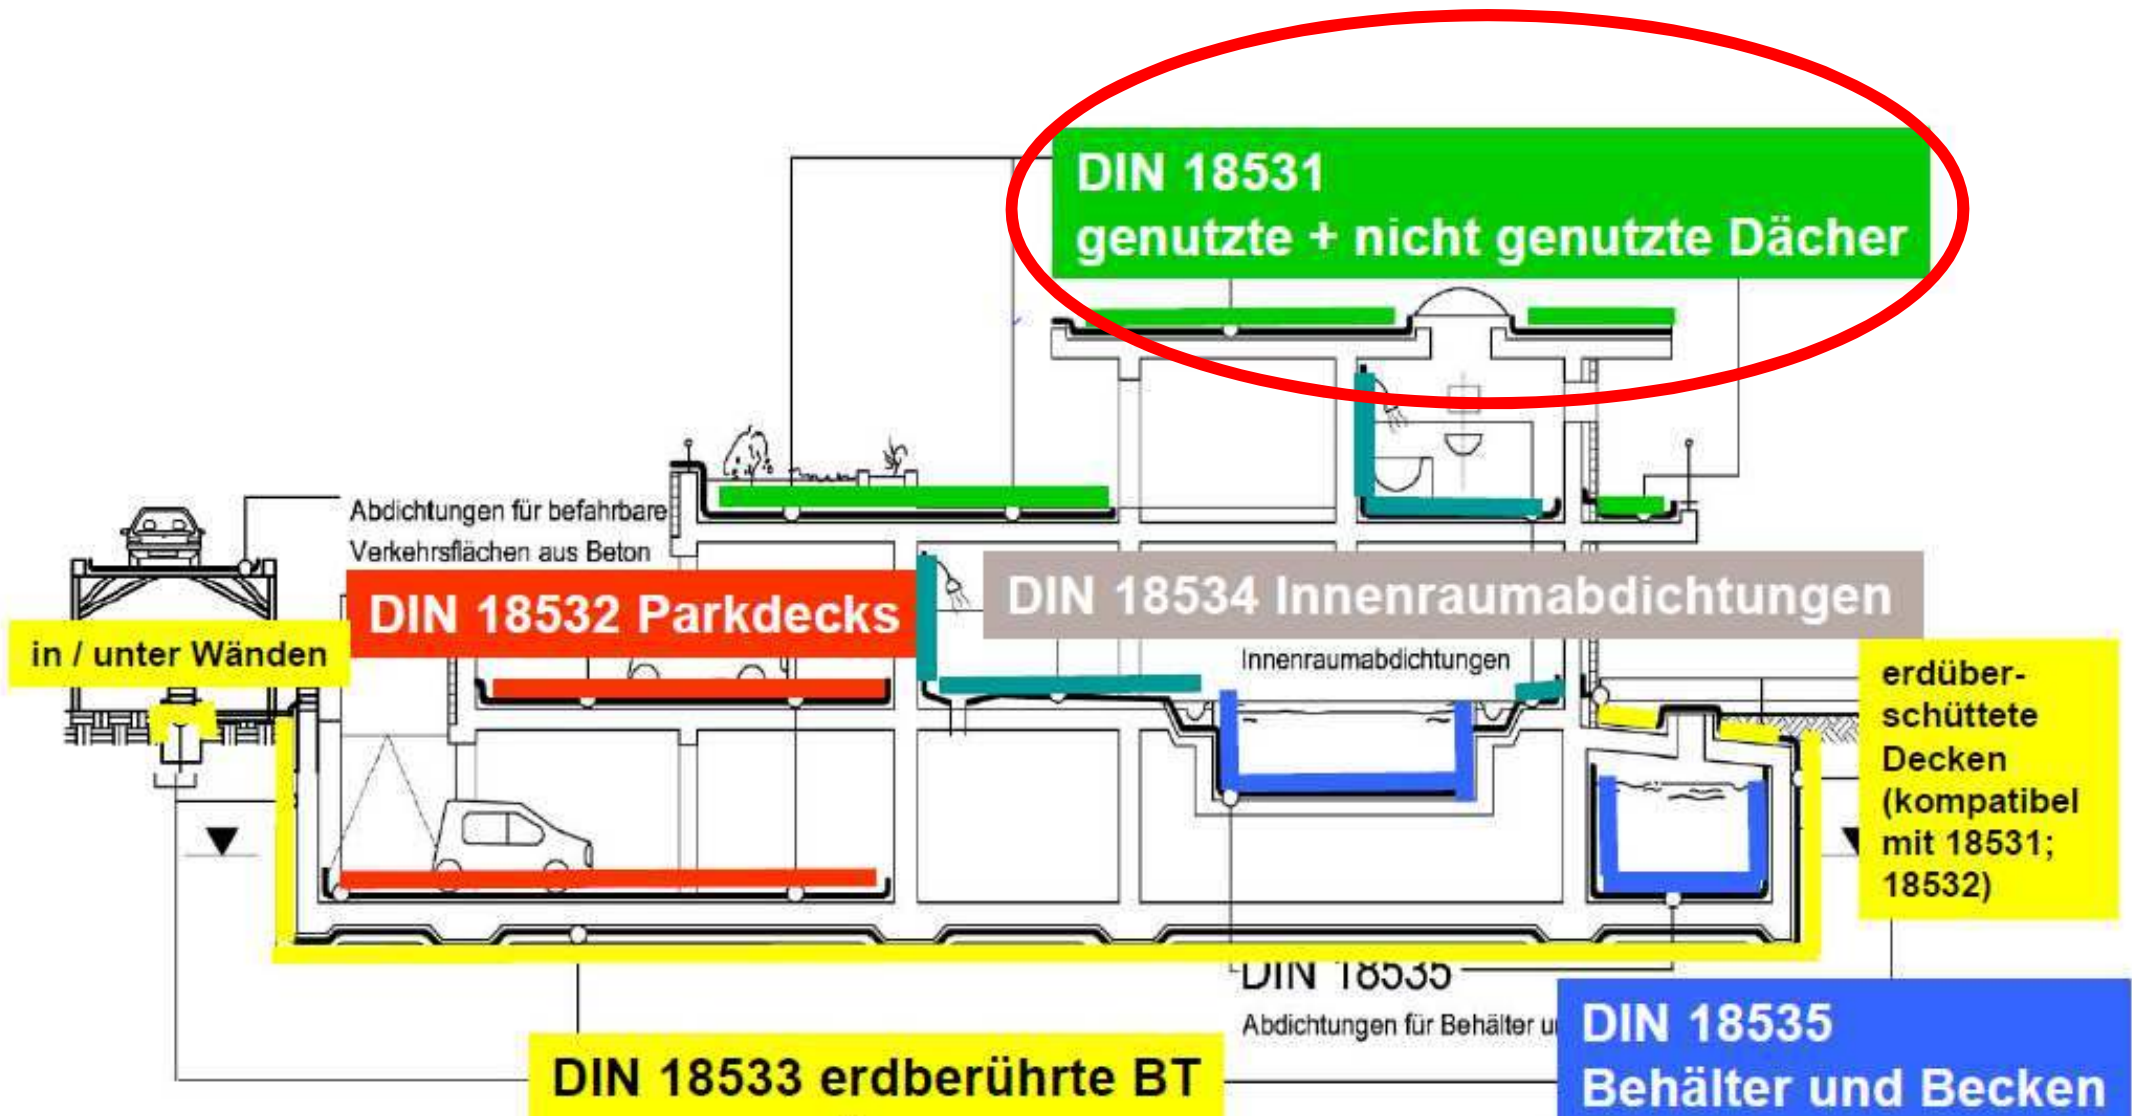 DIN 18531
genutzte + nicht genutzte Dächer
Abdichtungen für befahrbare
Verkehrsflächen aus Beton
DIN 18532 Parkdecks
DIN 18534 Innenraumabdichtungen
Innenraumabdichtungen
in / unter Wänden
erdüber-
schüttete
Decken
(kompatibel
mit 18531;
18532)
DIN 18535
Abdichtungen für Behälter u
DIN 18535
Behälter und Becken
DIN 18533 erdberührte BT